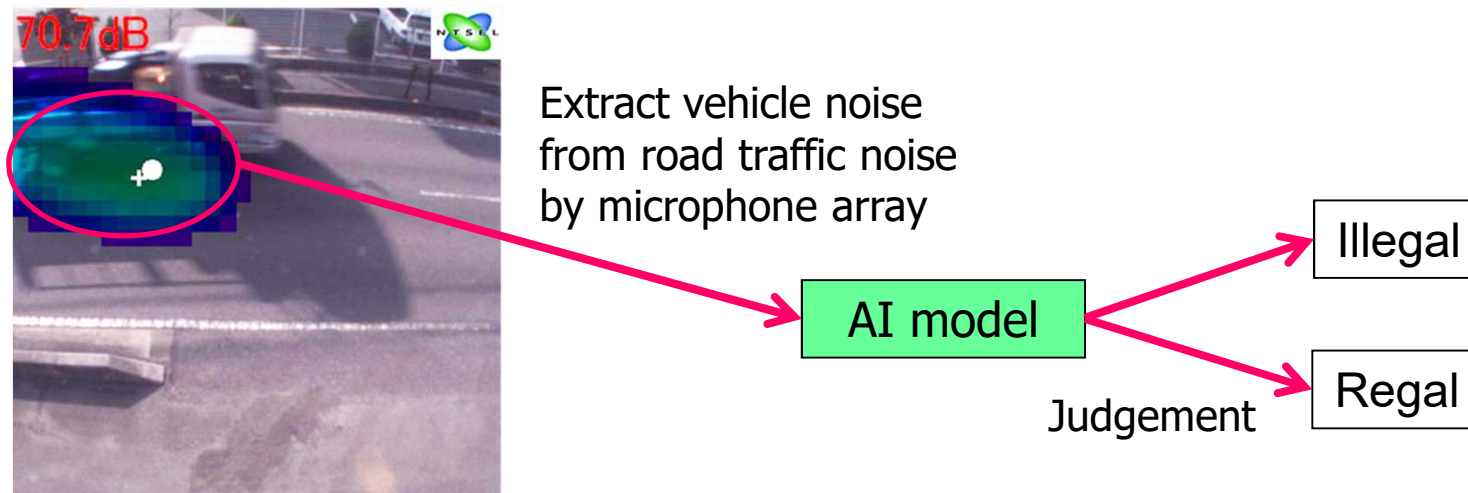 70.7dB
NTSEL
Extract vehicle noise
from road traffic noise
by microphone array
AI model
Illegal
Judgement
Regal